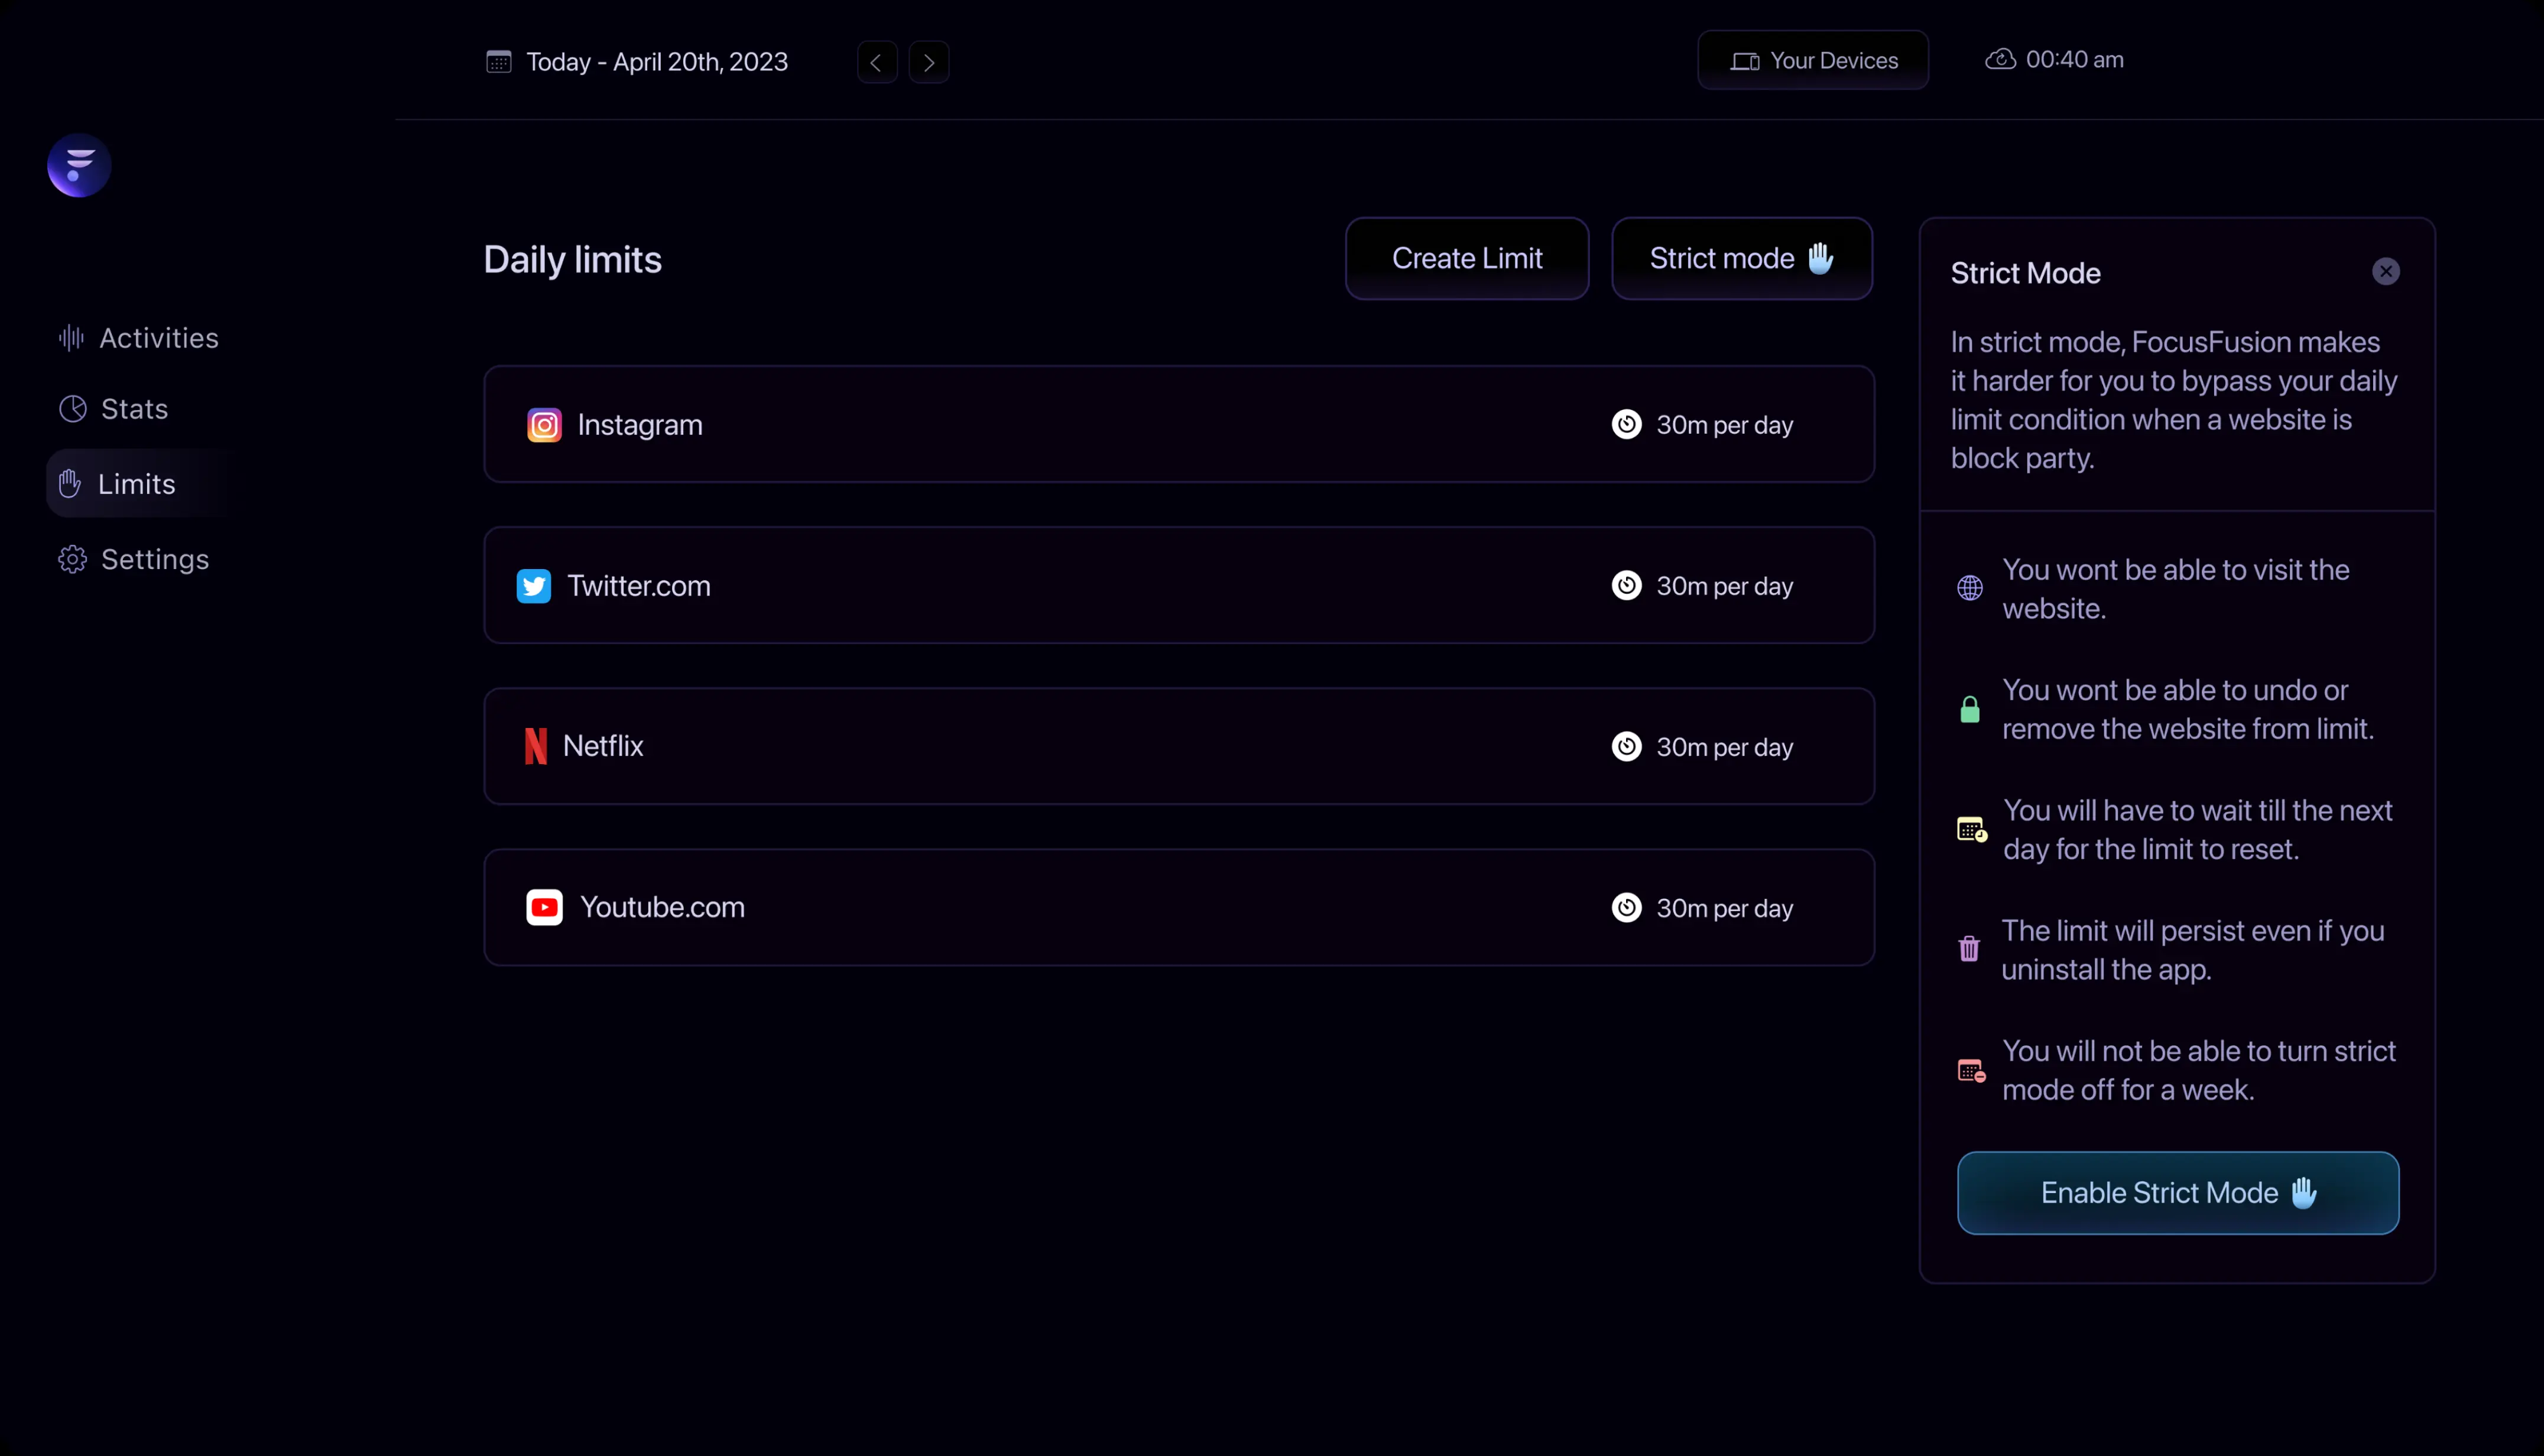 Today - April 20th, 2023
Your Devices
00:40 am
Activities
Stats
Limits
Settings
Daily limits
Create Limit
Strict mode
Instagram
30m per day
Twitter.com
30m per day
Netflix
30m per day
Youtube.com
30m per day
Strict Mode
In strict mode, FocusFusion makes
it harder for you to bypass your daily
limit condition when a website is
block party.
You wont be able to visit the
website.
You wont be able to undo or
remove the website from limit.
You will have to wait till the next
day for the limit to reset.
The limit will persist even if you
uninstall the app.
You will not be able to turn strict
mode off for a week.
Enable Strict Mode